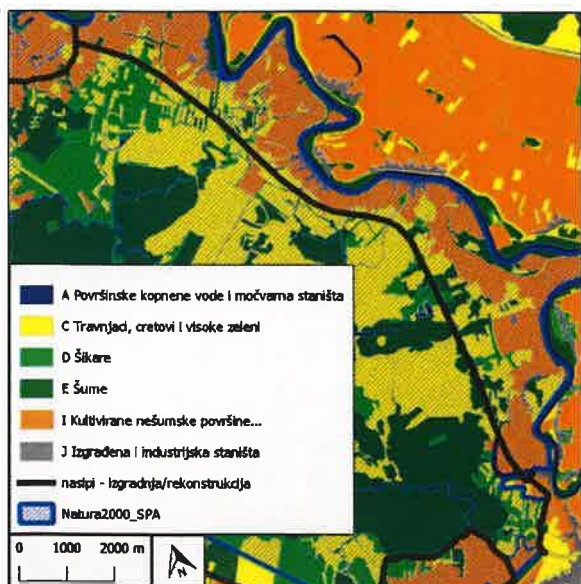 A Površinske kopnene vode i močvarna staništa
C Travnjaci, cretovi i visoke zeleni
D Šikare
E Šume
I Kultivirane nešumske površine...
J Izgrađena i industrijska staništa
nasipi - izgradnja/rekonstrukcija
Natura2000_SPA
0 1000 2000 m
N